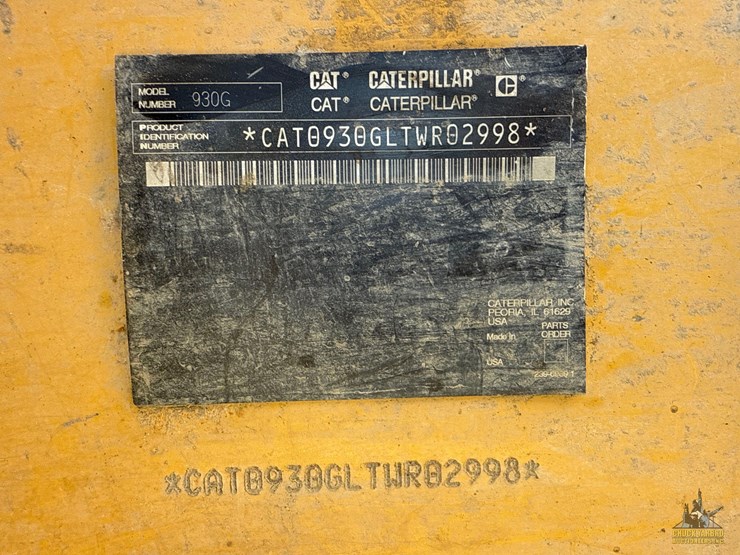 MODEL
NUMBER 930G
CAT® CATERPILLAR®
CAT® CATERPILLAR®
PRODUCT
IDENTIFICATION
NUMBER
*CAT0930GLTWR02998*
CATERPILLAR INC
PEORIA, IL 61629
USA
PARTS
ORDER
Made in
USA
*CAT0930GLTWR02998*